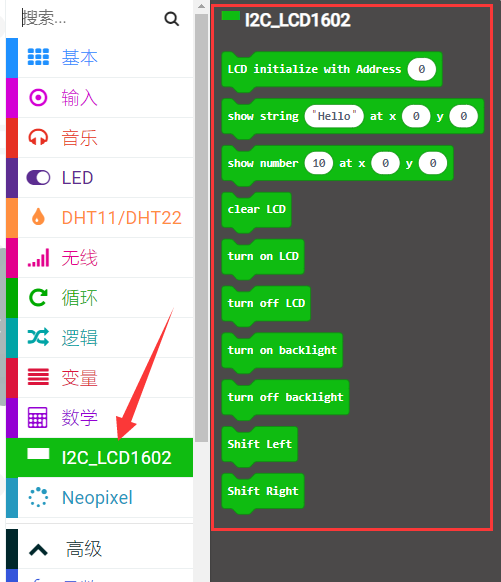 搜索...
基本
输入
音乐
LED
DHT11/DHT22
无线
循环
逻辑
变量
数学
I2C_LCD1602
Neopixel
高级
I2C_LCD1602
LCD initialize with Address 0
show string "Hello" at x 0 y 0
show number 10 at x 0 y 0
clear LCD
turn on LCD
turn off LCD
turn on backlight
turn off backlight
Shift Left
Shift Right